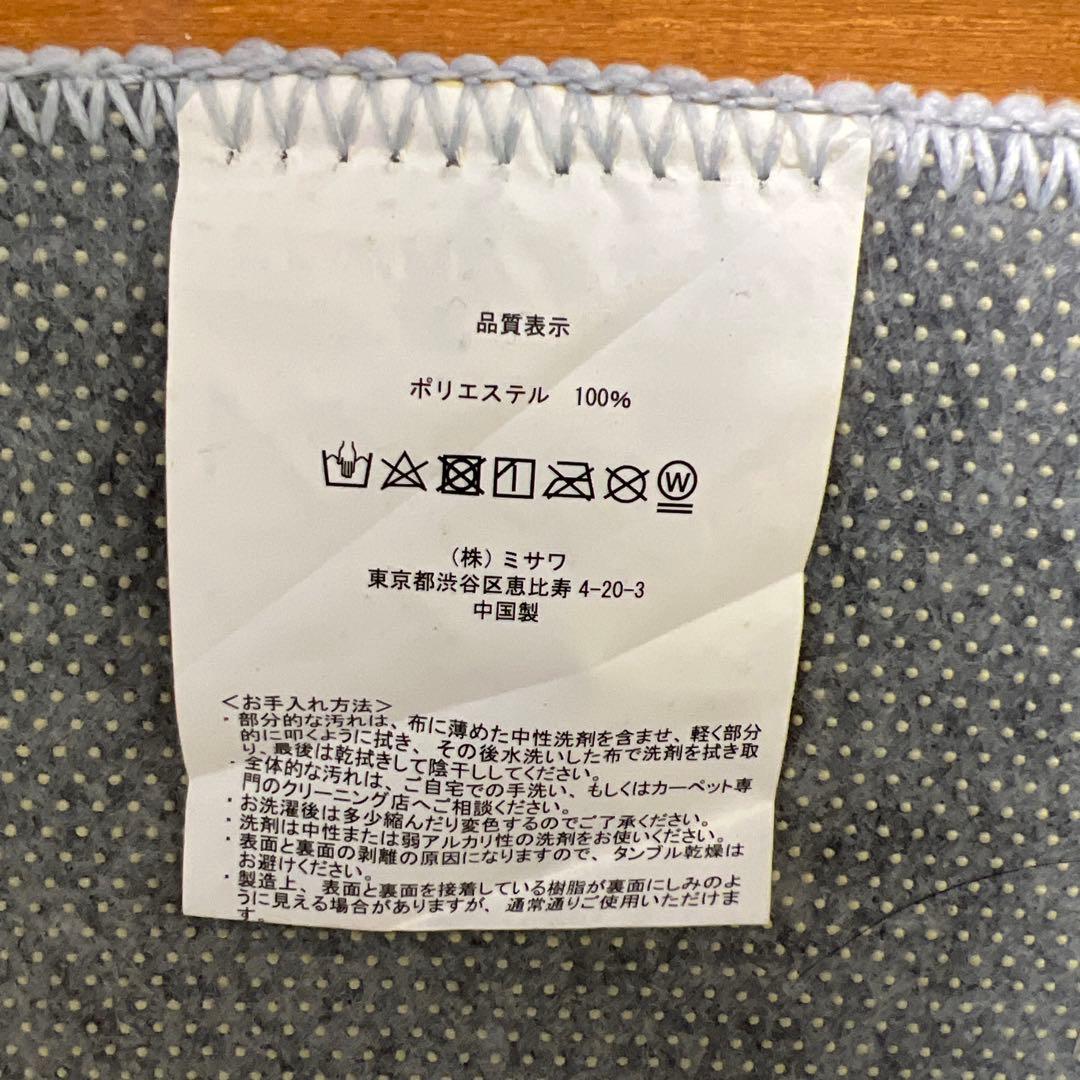 品質表示
ポリエステル 100%
W
(株) ミサワ
東京都渋谷区恵比寿 4-20-3
中国製
<お手入れ方法>
・部分的な汚れは、布に薄めた中性洗剤を含ませ、軽く部分
的に叩くように拭き、その後水洗いした布で洗剤を拭き取
り、最後は乾拭きして陰干ししてください。
・全体的な汚れは、ご自宅での手洗い、もしくはカーペット専
門のクリーニング店へご相談ください。
・お洗濯後は多少縮んだり変色するのでご了承ください。
・洗剤は中性または弱アルカリ性の洗剤をお使いください。
・表面と裏面の剥離の原因になりますので、タンブル乾燥は
お避けください。
・製造上、表面と裏面を接着している樹脂が裏面にしみのよ
うに見える場合がありますが、通常通りご使用いただけま
す。